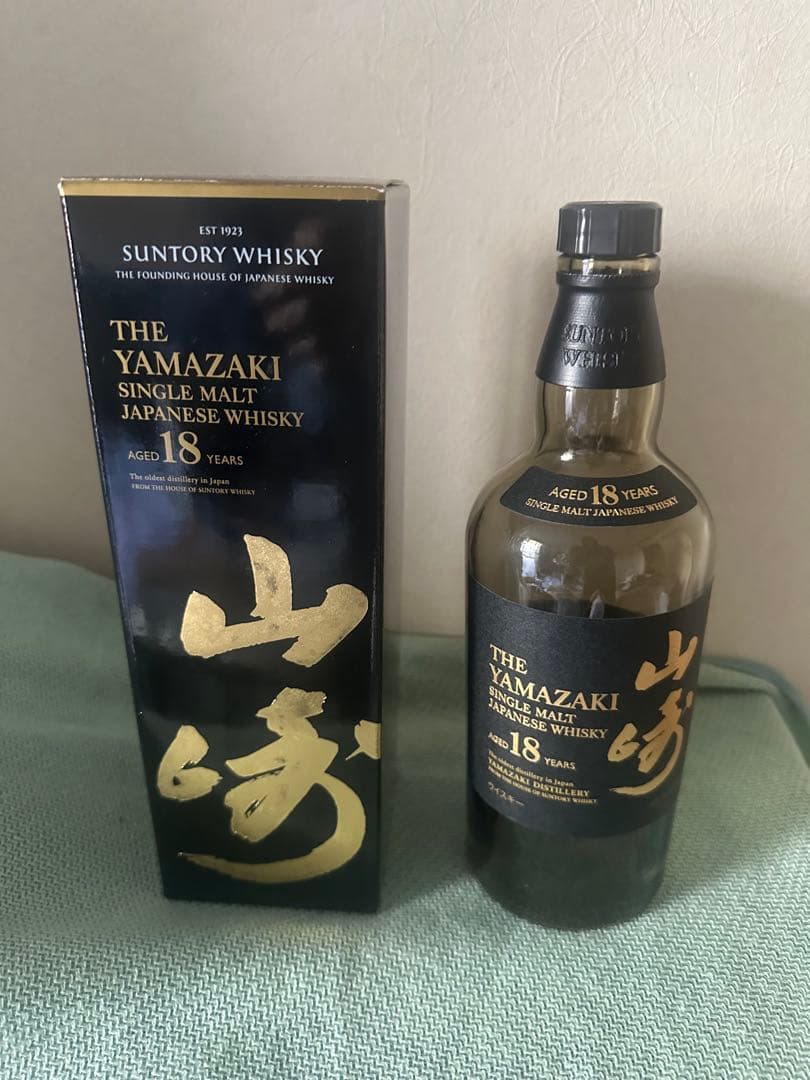 EST 1923
SUNTORY WHISKY
THE FOUNDING HOUSE OF JAPANESE WHISKY
THE
YAMAZAKI
SINGLE MALT
JAPANESE WHISKY
AGED 18 YEARS
The oldest distillery in Japan
FROM THE HOUSE OF SUNTORY WHISKY
山崎
AGED 18 YEARS
SINGLE MALT JAPANESE WHISKY
THE
YAMAZAKI
SINGLE MALT
JAPANESE WHISKY
AGED 18 YEARS
The oldest distillery in Japan
YAMAZAKI DISTILLERY
FROM THE HOUSE OF SUNTORY WHISKY
ウイスキー
山崎